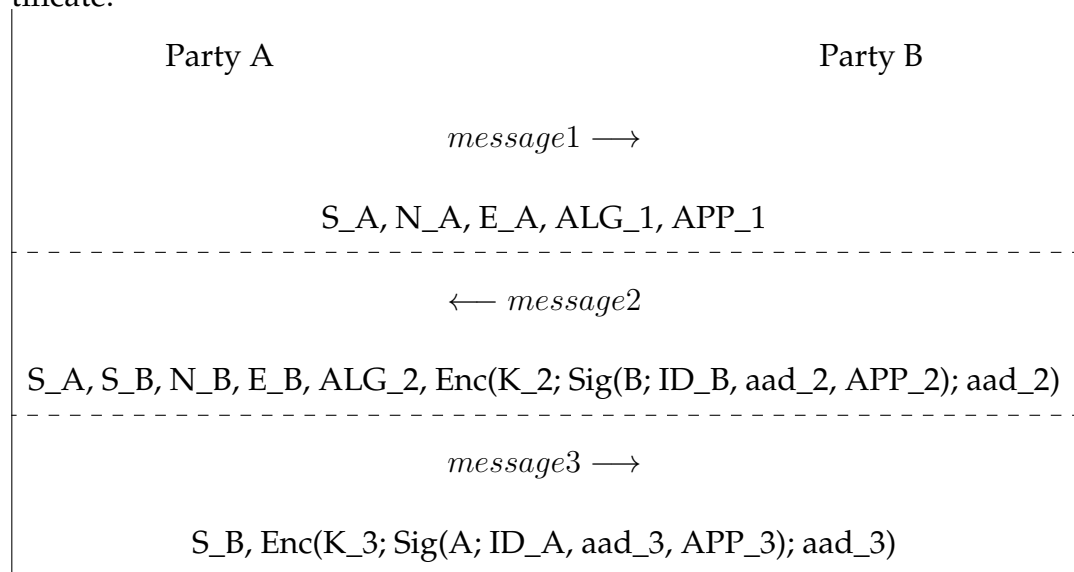 tificate.
Party A Party B
message1 ⟶
S_A, N_A, E_A, ALG_1, APP_1
⟵ message2
S_A, S_B, N_B, E_B, ALG_2, Enc(K_2; Sig(B; ID_B, aad_2, APP_2); aad_2)
message3 ⟶
S_B, Enc(K_3; Sig(A; ID_A, aad_3, APP_3); aad_3)